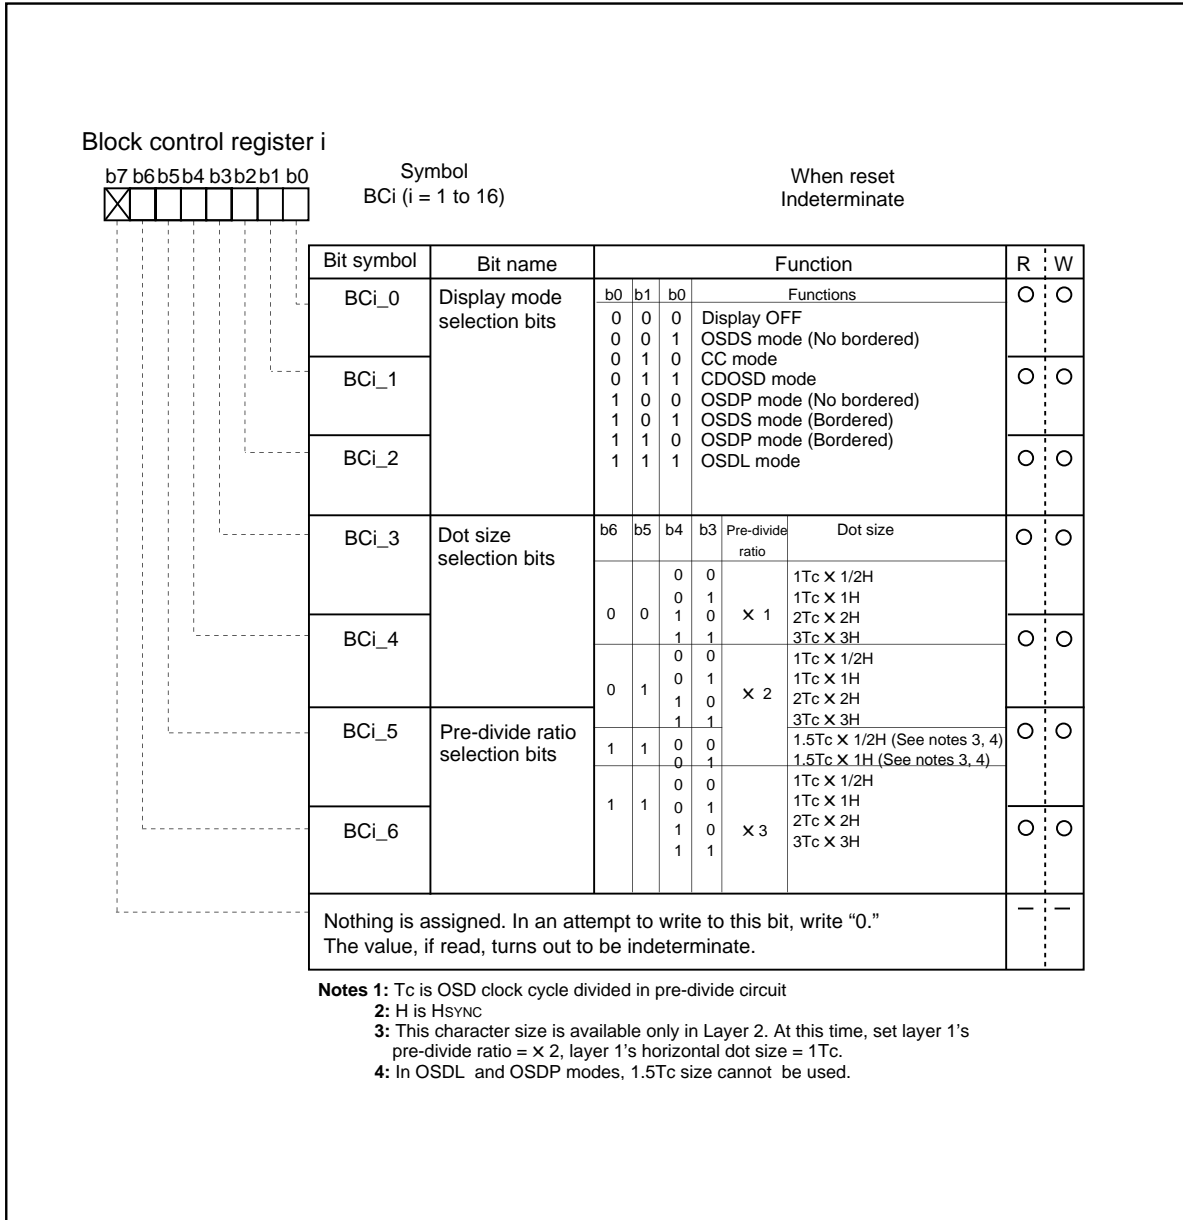 Block control register i
b7 b6 b5 b4 b3 b2 b1 b0
Symbol
BCi (i = 1 to 16)
When reset
Indeterminate
Bit symbol Bit name Function R W
BCi_0 Display mode selection bits
b0 b1 b0 Functions
0 0 0 Display OFF
0 0 1 OSDS mode (No bordered)
0 1 0 CC mode
0 1 1 CDOSD mode
1 0 0 OSDP mode (No bordered)
1 0 1 OSDS mode (Bordered)
1 1 0 OSDP mode (Bordered)
1 1 1 OSDL mode
BCi_1
BCi_2
BCi_3 Dot size selection bits
b6 b5 b4 b3 Pre-divide ratio Dot size
0 0 × 1
0 0 1Tc × 1/2H
0 1 1Tc × 1H
1 0 2Tc × 2H
1 1 3Tc × 3H
BCi_4
0 1 × 2
0 0 1Tc × 1/2H
0 1 1Tc × 1H
1 0 2Tc × 2H
1 1 3Tc × 3H
BCi_5 Pre-divide ratio selection bits
1 1
0 0 1.5Tc × 1/2H (See notes 3, 4)
0 1 1.5Tc × 1H (See notes 3, 4)
1 1 × 3
0 0 1Tc × 1/2H
0 1 1Tc × 1H
1 0 2Tc × 2H
1 1 3Tc × 3H
BCi_6
Nothing is assigned. In an attempt to write to this bit, write “0.” – –
The value, if read, turns out to be indeterminate.
Notes 1: Tc is OSD clock cycle divided in pre-divide circuit
2: H is HSYNC
3: This character size is available only in Layer 2. At this time, set layer 1’s
pre-divide ratio = × 2, layer 1’s horizontal dot size = 1Tc.
4: In OSDL and OSDP modes, 1.5Tc size cannot be used.